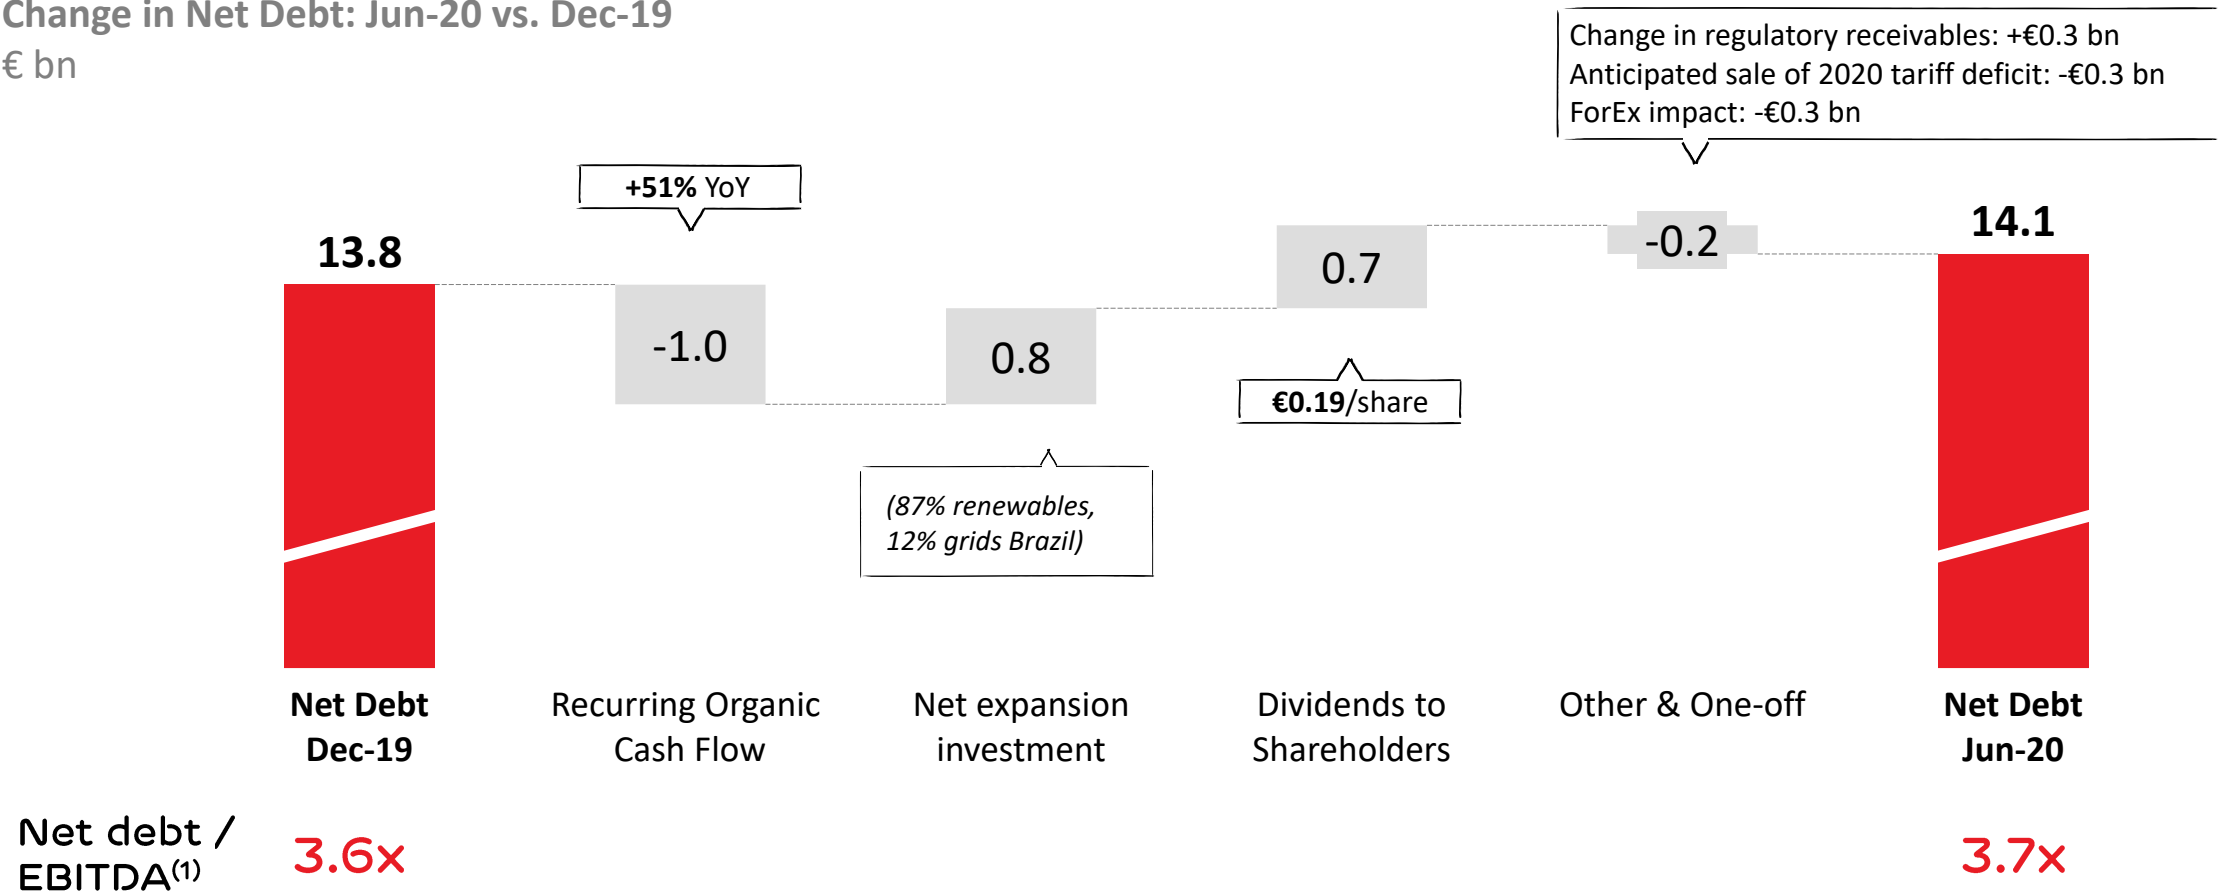 Change in Net Debt: Jun-20 vs. Dec-19
€ bn
Change in regulatory receivables: +€0.3 bn
Anticipated sale of 2020 tariff deficit: -€0.3 bn
ForEx impact: -€0.3 bn
+51% YoY
13.8
-1.0
0.8
0.7
-0.2
14.1
€0.19/share
(87% renewables,
12% grids Brazil)
Net Debt
Dec-19
Recurring Organic
Cash Flow
Net expansion
investment
Dividends to
Shareholders
Other & One-off
Net Debt
Jun-20
Net debt /
EBITDA(1)
3.6x
3.7x